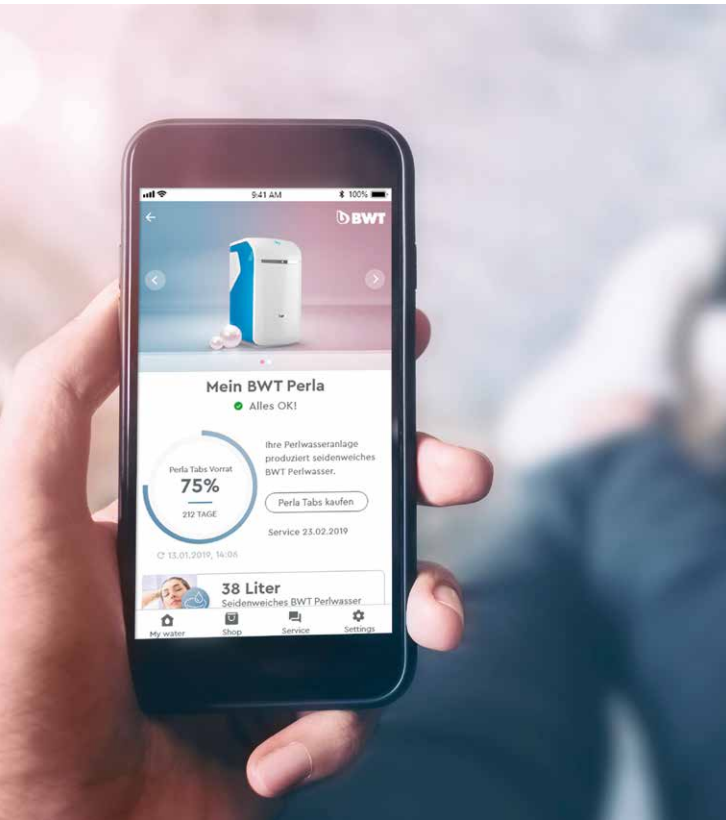 9:41 AM
100%
BWT
Mein BWT Perla
Alles OK!
Perla Tabs Vorrat
75%
212 TAGE
Ihre Perlwasseranlage
produziert seidenweiches
BWT Perlwasser.
Perla Tabs kaufen
Service 23.02.2019
13.01.2019, 14:06
38 Liter
Seidenweiches BWT Perlwasser
My water
Shop
Service
Settings